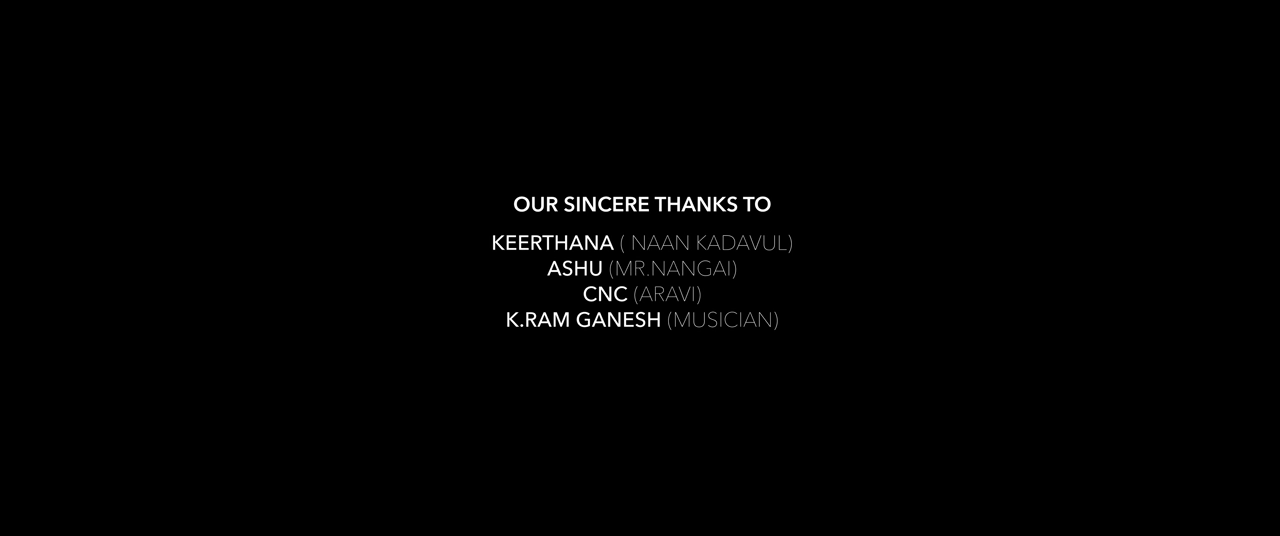 OUR SINCERE THANKS TO
KEERTHANA ( NAAN KADAVUL)
ASHU (MR.NANGAI)
CNC (ARAVI)
K.RAM GANESH (MUSICIAN)